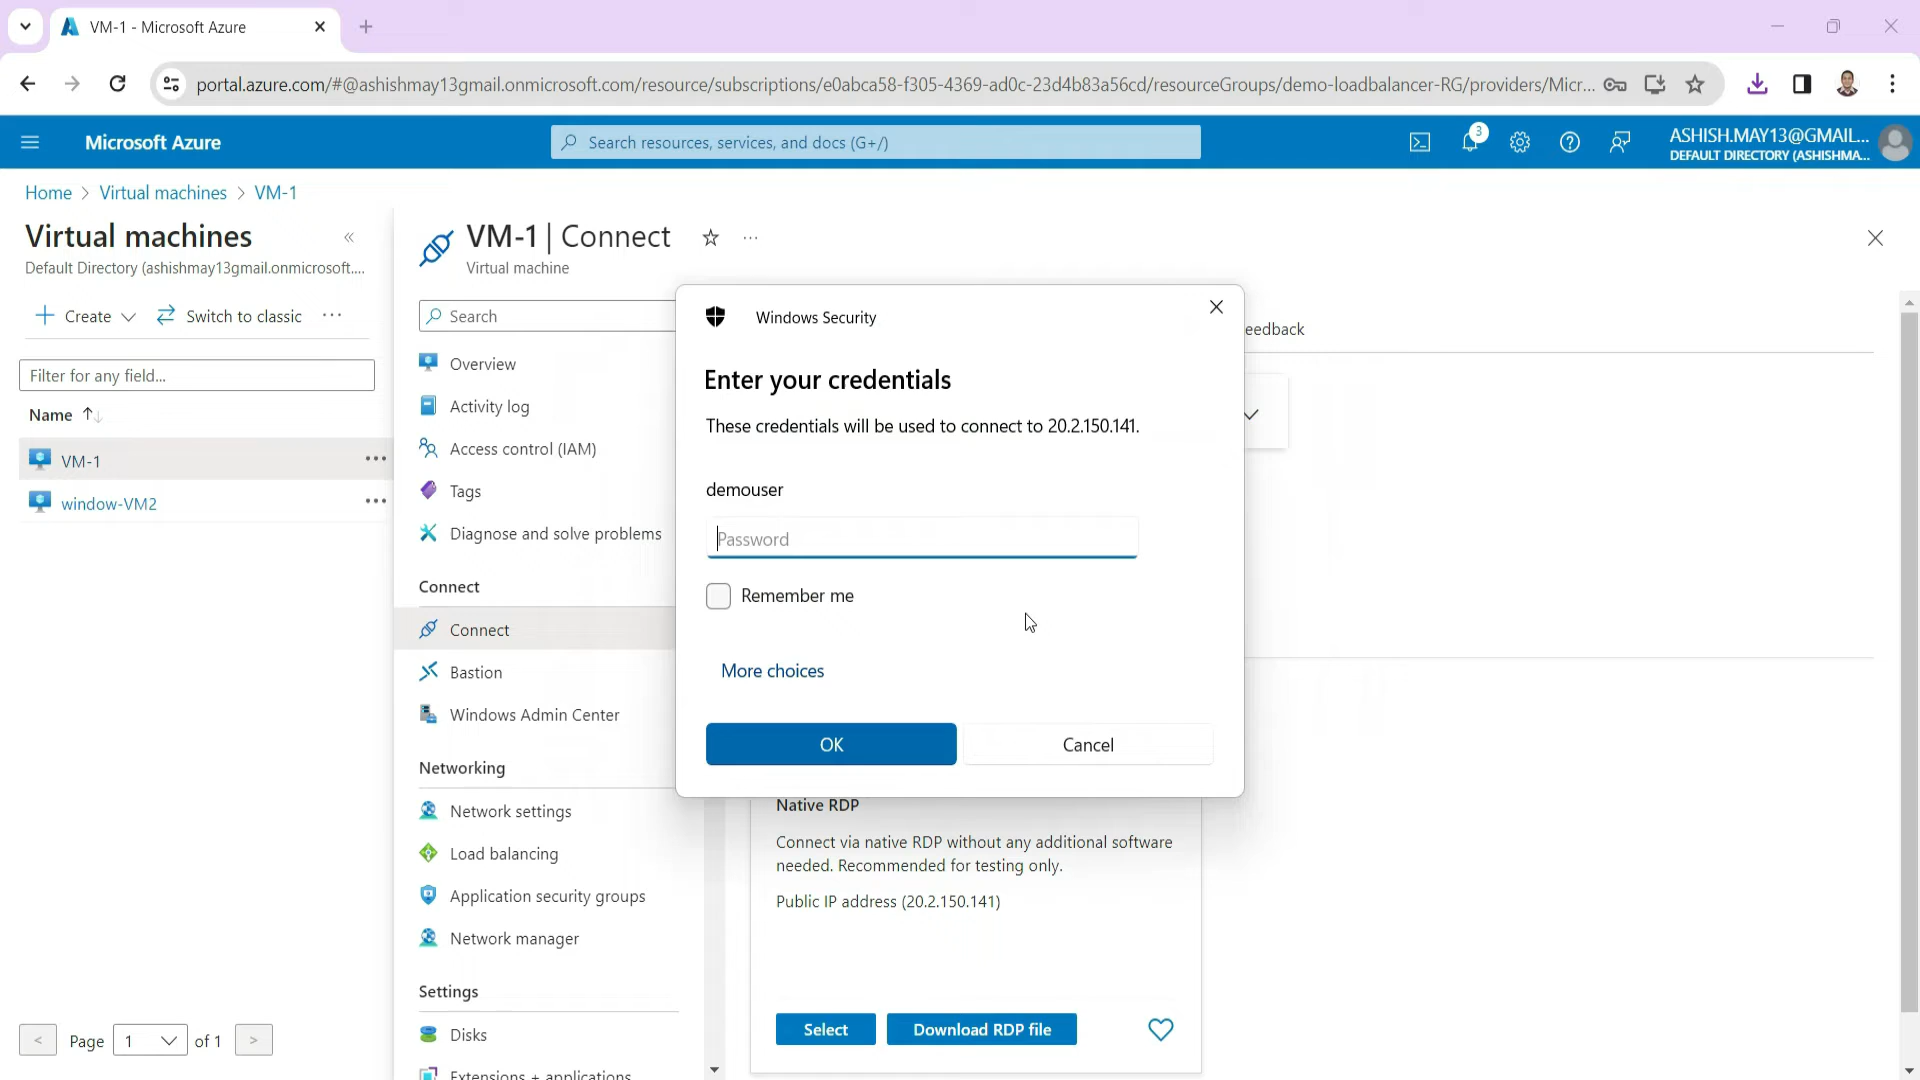 VM-1 - Microsoft Azure
portal.azure.com/#@ashishmay13gmail.onmicrosoft.com/resource/subscriptions/e0abca58-f305-4369-ad0c-23d4b83a56cd/resourceGroups/demo-loadbalancer-RG/providers/Micr...
Microsoft Azure
Search resources, services, and docs (G+/)
3
ASHISH.MAY13@GMAIL...
DEFAULT DIRECTORY (ASHISHMA...
Home > Virtual machines > VM-1
Virtual machines
Default Directory (ashishmay13gmail.onmicrosoft....
Create
Switch to classic
Filter for any field...
Name
VM-1
window-VM2
Page 1 of 1
VM-1 | Connect
Virtual machine
Search
Overview
Activity log
Access control (IAM)
Tags
Diagnose and solve problems
Connect
Connect
Bastion
Windows Admin Center
Networking
Network settings
Load balancing
Application security groups
Network manager
Settings
Disks
Extensions + applications
eedback
Windows Security
Enter your credentials
These credentials will be used to connect to 20.2.150.141.
demouser
Password
Remember me
More choices
OK
Cancel
Native RDP
Connect via native RDP without any additional software
needed. Recommended for testing only.
Public IP address (20.2.150.141)
Select
Download RDP file